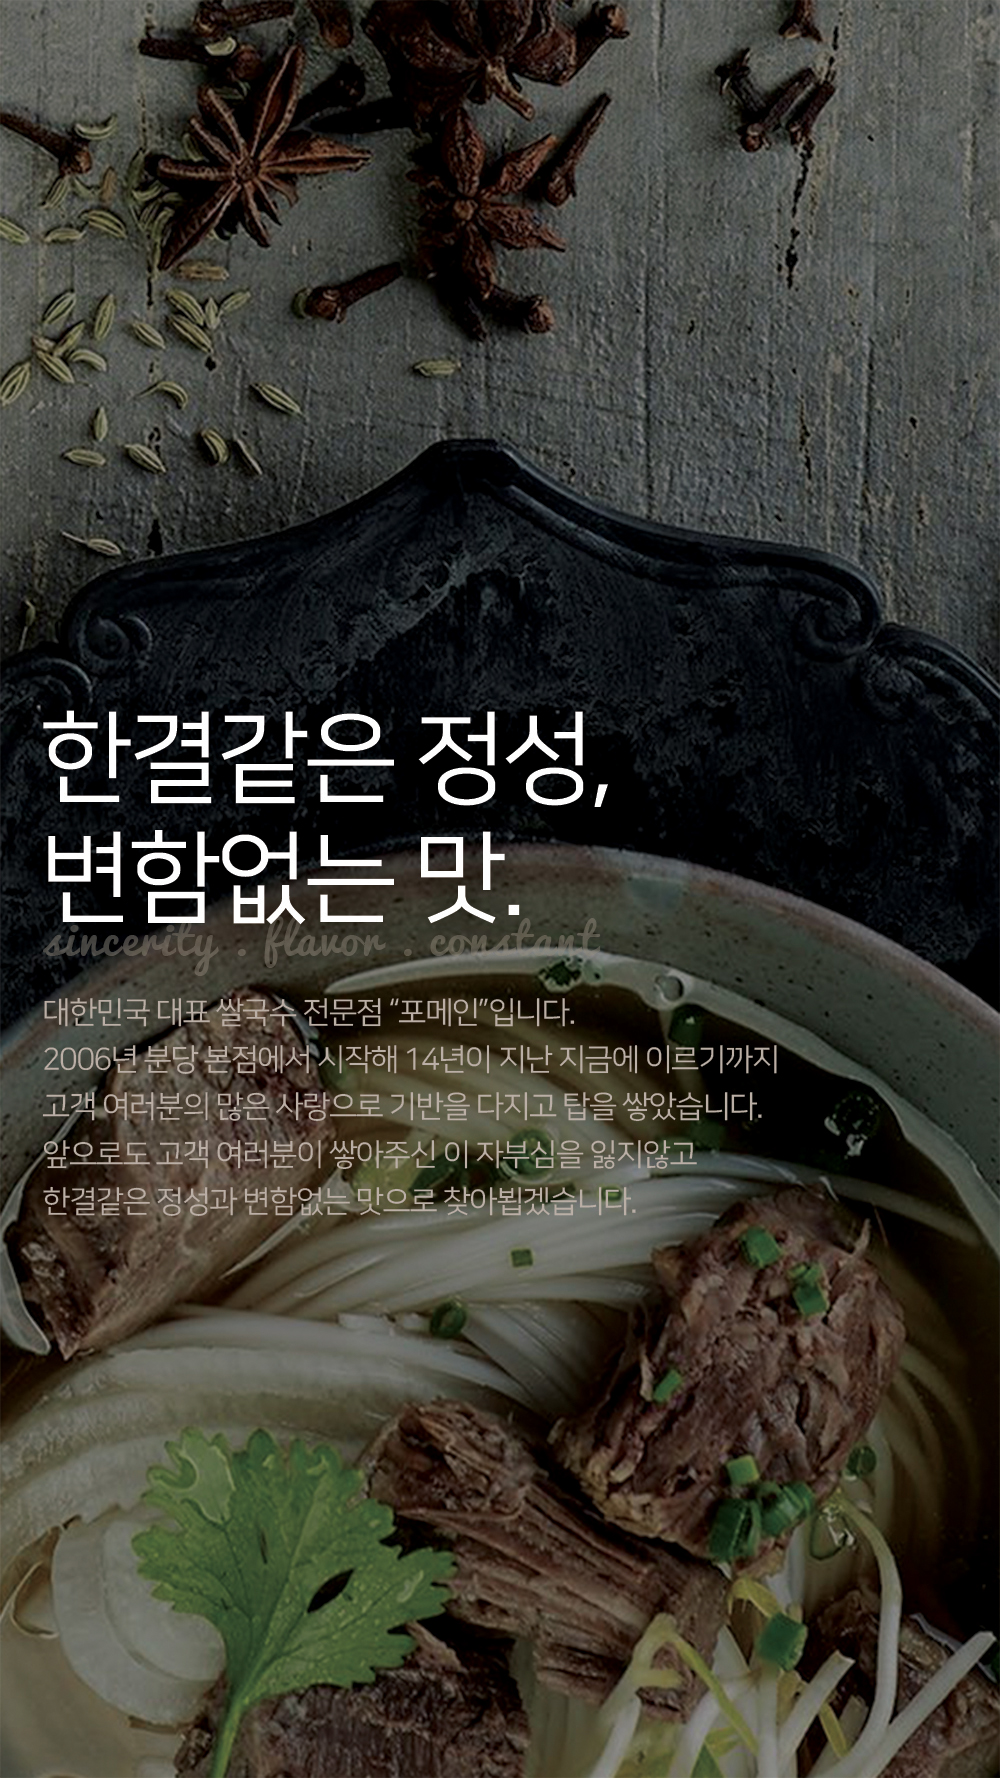 한결같은 정성,
변함없는 맛.
sincerity . flavor . constant
대한민국 대표 쌀국수 전문점 “포메인”입니다.
2006년 분당 본점에서 시작해 14년이 지난 지금에 이르기까지
고객 여러분의 많은 사랑으로 기반을 다지고 탑을 쌓았습니다.
앞으로도 고객 여러분이 쌓아주신 이 자부심을 잃지않고
한결같은 정성과 변함없는 맛으로 찾아뵙겠습니다.